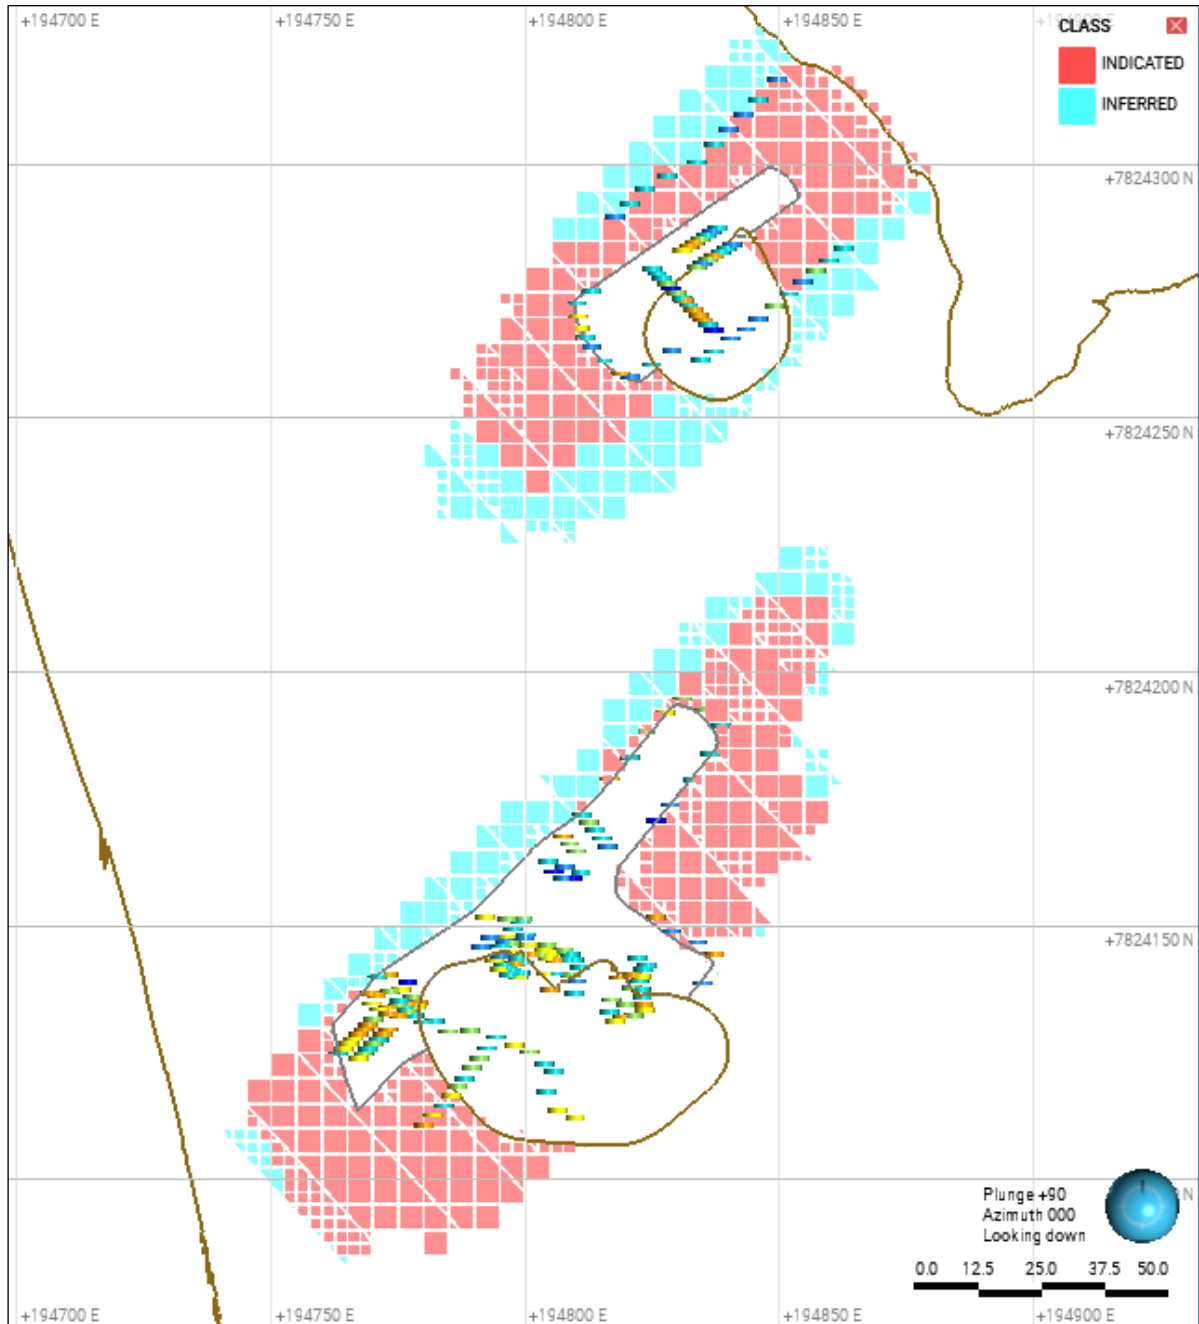 +194700 E
+194750 E
+194800 E
+194850 E
CLASS
INDICATED
INFERRED
+7824300 N
+7824250 N
+7824200 N
+7824150 N
N
Plunge +90
Azimuth 000
Looking down
0.0 12.5 25.0 37.5 50.0
+194700 E
+194750 E
+194800 E
+194850 E
+194900 E